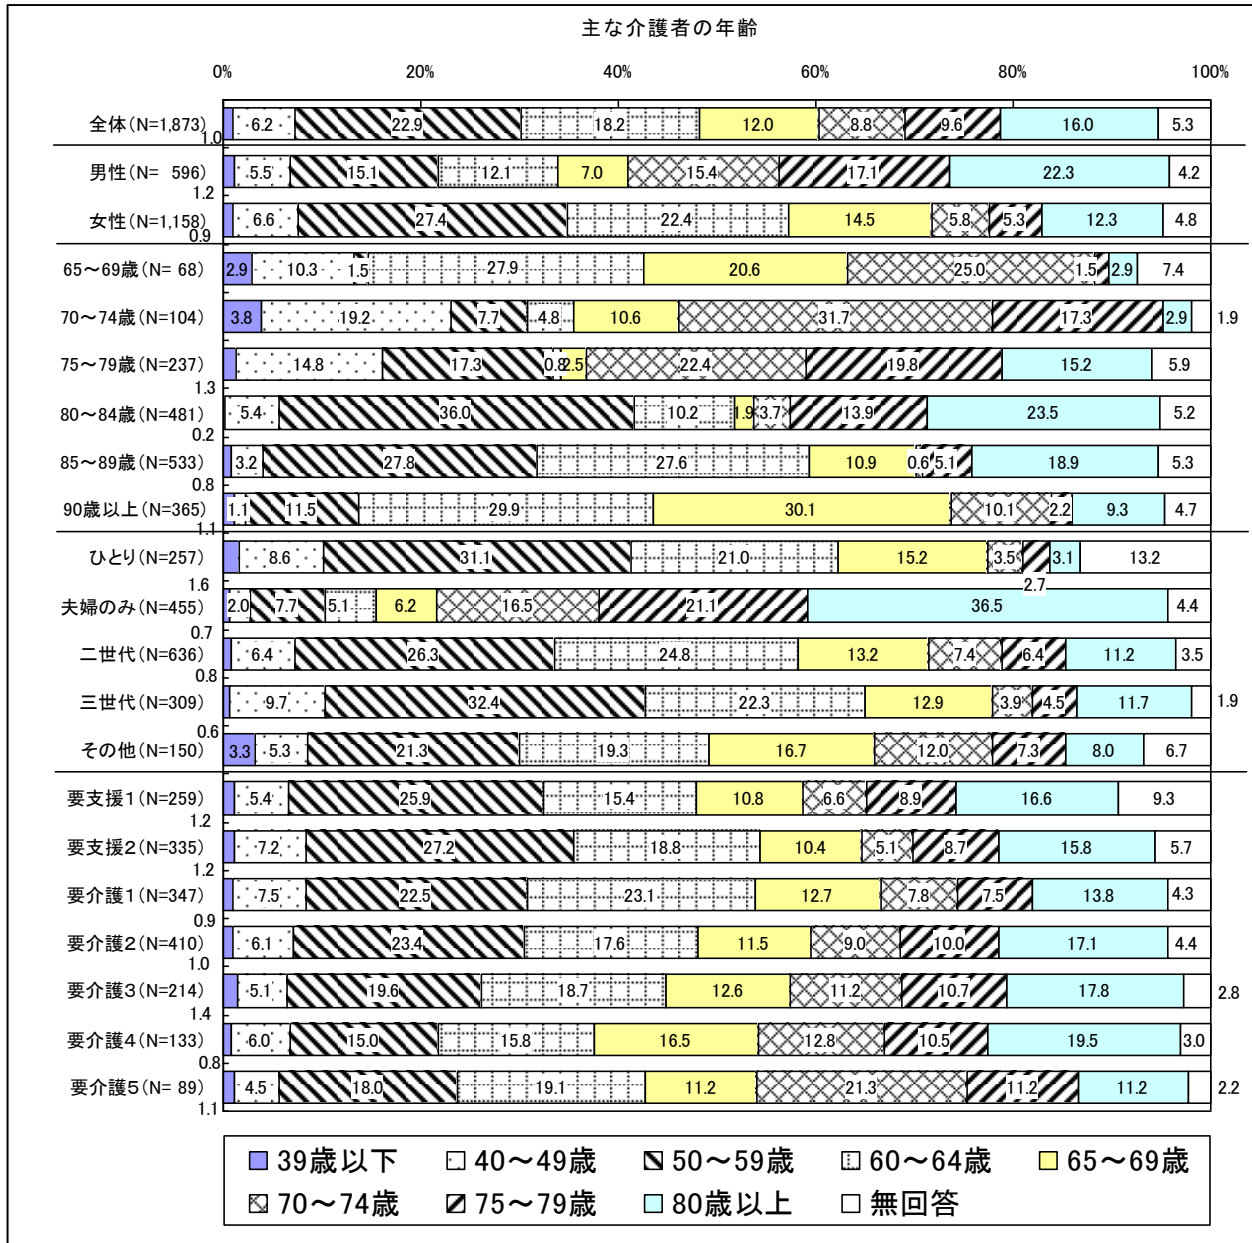 主な介護者の年齢
0% 20% 40% 60% 80% 100%
全体(N=1,873) 1.0 6.2 22.9 18.2 12.0 8.8 9.6 16.0 5.3
男性(N= 596) 1.2 5.5 15.1 12.1 7.0 15.4 17.1 22.3 4.2
女性(N=1,158) 0.9 6.6 27.4 22.4 14.5 5.8 5.3 12.3 4.8
65～69歳(N= 68) 2.9 10.3 1.5 27.9 20.6 25.0 1.5 2.9 7.4
70～74歳(N=104) 3.8 19.2 7.7 4.8 10.6 31.7 17.3 2.9 1.9
75～79歳(N=237) 1.3 14.8 17.3 0.8 2.5 22.4 19.8 15.2 5.9
80～84歳(N=481) 0.2 5.4 36.0 10.2 1.9 3.7 13.9 23.5 5.2
85～89歳(N=533) 0.8 3.2 27.8 27.6 10.9 0.6 5.1 18.9 5.3
90歳以上(N=365) 1.1 1.1 11.5 29.9 30.1 10.1 2.2 9.3 4.7
ひとり(N=257) 1.6 8.6 31.1 21.0 15.2 3.5 2.7 3.1 13.2
夫婦のみ(N=455) 0.7 2.0 7.7 5.1 6.2 16.5 21.1 36.5 4.4
二世代(N=636) 0.8 6.4 26.3 24.8 13.2 7.4 6.4 11.2 3.5
三世代(N=309) 0.6 9.7 32.4 22.3 12.9 3.9 4.5 11.7 1.9
その他(N=150) 3.3 5.3 21.3 19.3 16.7 12.0 7.3 8.0 6.7
要支援1(N=259) 1.2 5.4 25.9 15.4 10.8 6.6 8.9 16.6 9.3
要支援2(N=335) 1.2 7.2 27.2 18.8 10.4 5.1 8.7 15.8 5.7
要介護1(N=347) 0.9 7.5 22.5 23.1 12.7 7.8 7.5 13.8 4.3
要介護2(N=410) 1.0 6.1 23.4 17.6 11.5 9.0 10.0 17.1 4.4
要介護3(N=214) 1.4 5.1 19.6 18.7 12.6 11.2 10.7 17.8 2.8
要介護4(N=133) 0.8 6.0 15.0 15.8 16.5 12.8 10.5 19.5 3.0
要介護5(N= 89) 1.1 4.5 18.0 19.1 11.2 21.3 11.2 11.2 2.2
39歳以下 40～49歳 50～59歳 60～64歳 65～69歳
70～74歳 75～79歳 80歳以上 無回答